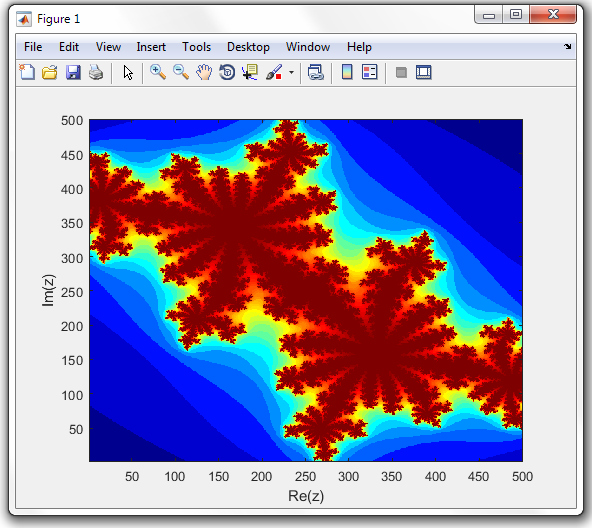 Figure 1
File Edit View Insert Tools Desktop Window Help
500
450
400
350
300
250
200
150
100
50
Im(z)
50 100 150 200 250 300 350 400 450 500
Re(z)